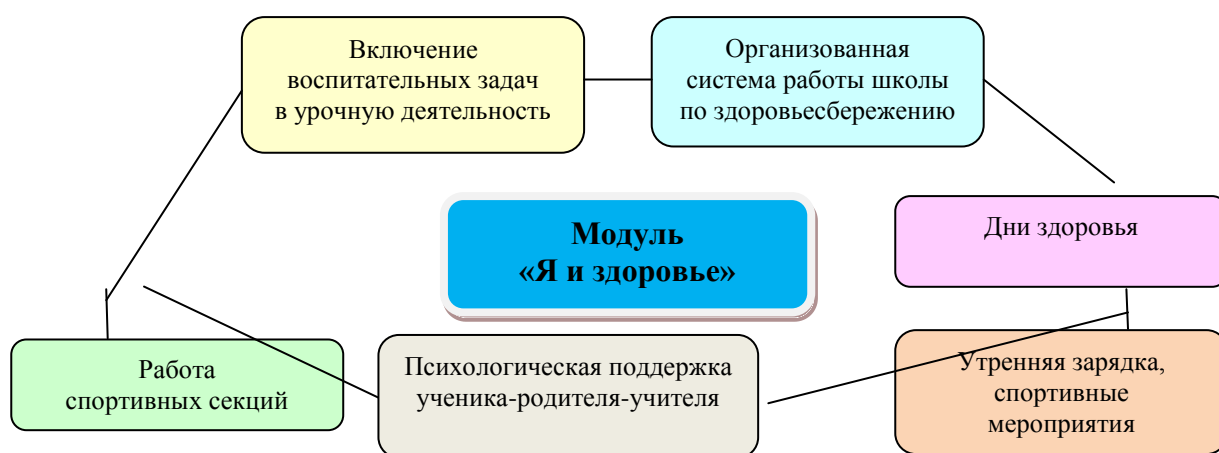 Включение
воспитательных задач
в урочную деятельность
Организованная
система работы школы
по здоровьесбережению
Модуль
«Я и здоровье»
Дни здоровья
Работа
спортивных секций
Психологическая поддержка
ученика-родителя-учителя
Утренняя зарядка,
спортивные
мероприятия